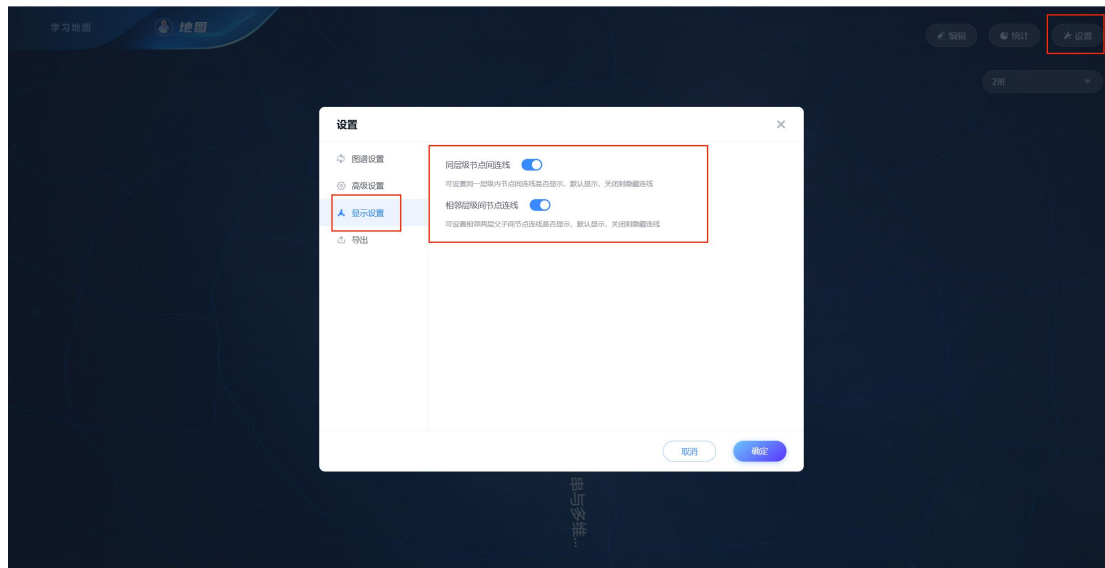 学习地图
地图
编辑
统计
设置
2班
设置
图谱设置
同层级节点间连线
可设置同一层级内节点间连线是否显示，默认显示，关闭则隐藏连线
高级设置
显示设置
相邻层级间节点连线
可设置相邻两层父子间节点连线是否显示，默认显示，关闭则隐藏连线
导出
取消
确定
串与多维...